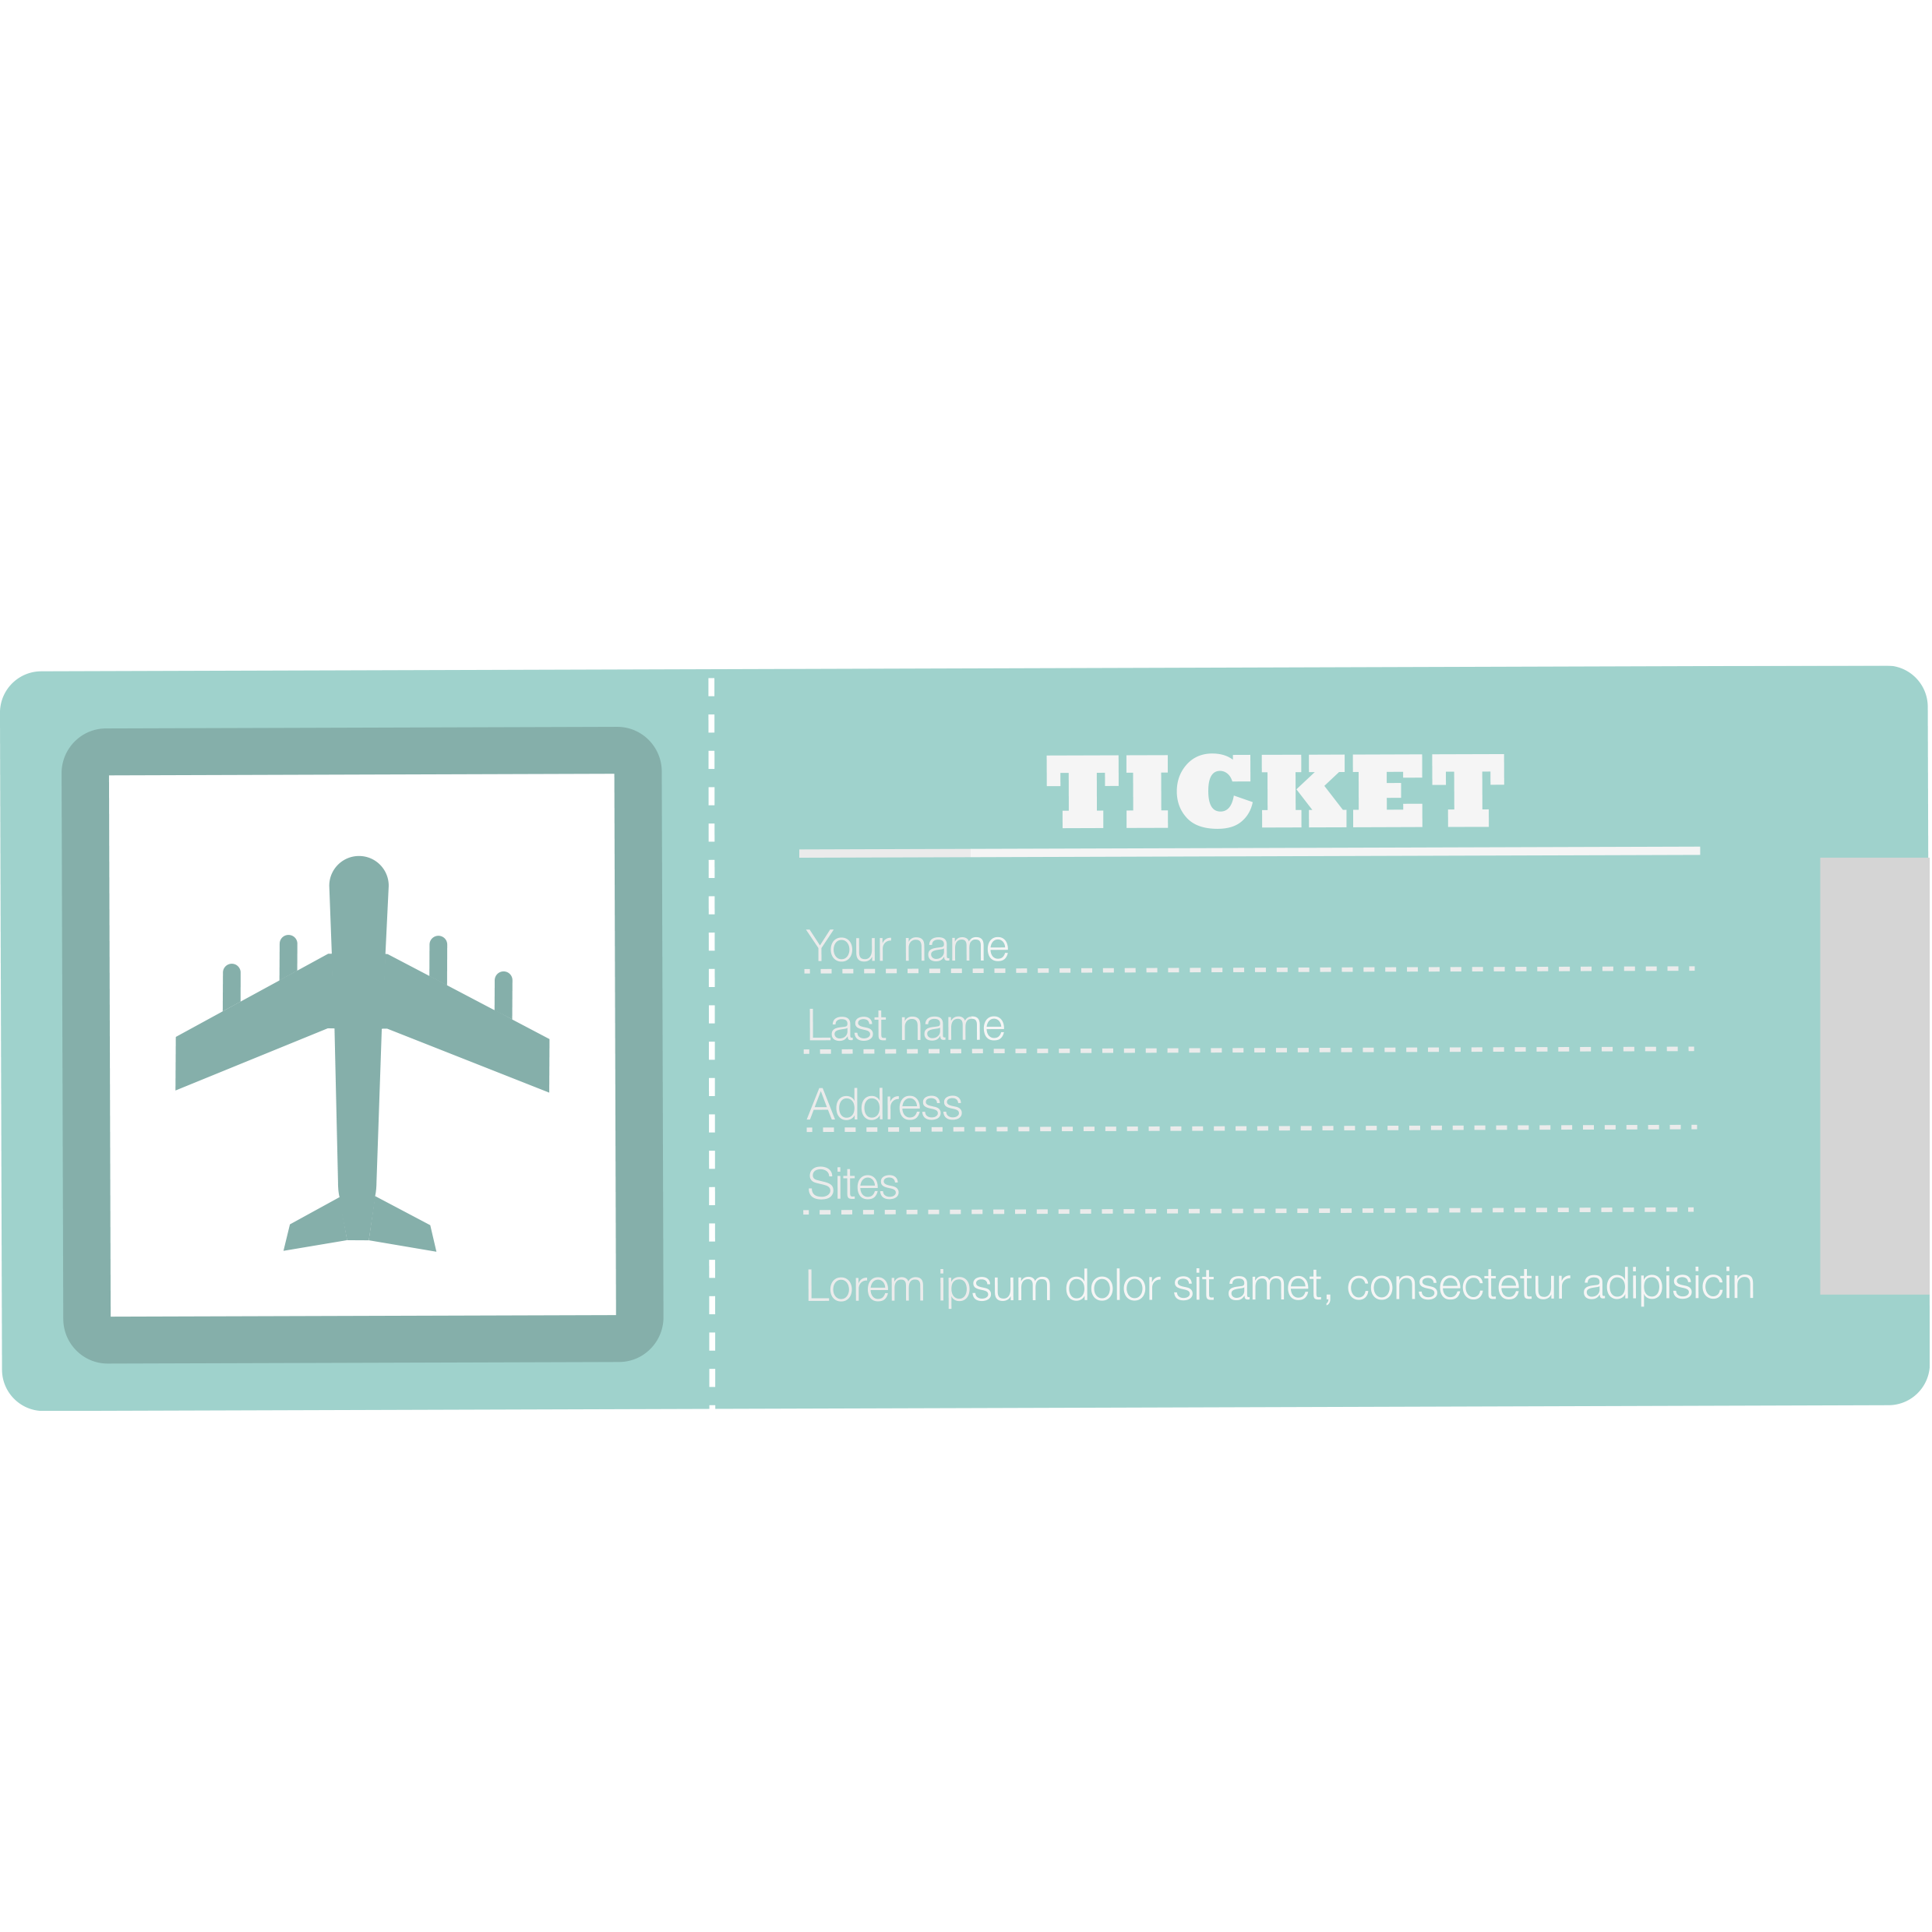 TICKET
Your name
Last name
Address
Sites
Lorem ipsum dolor sit amet, consectetur adipisicin